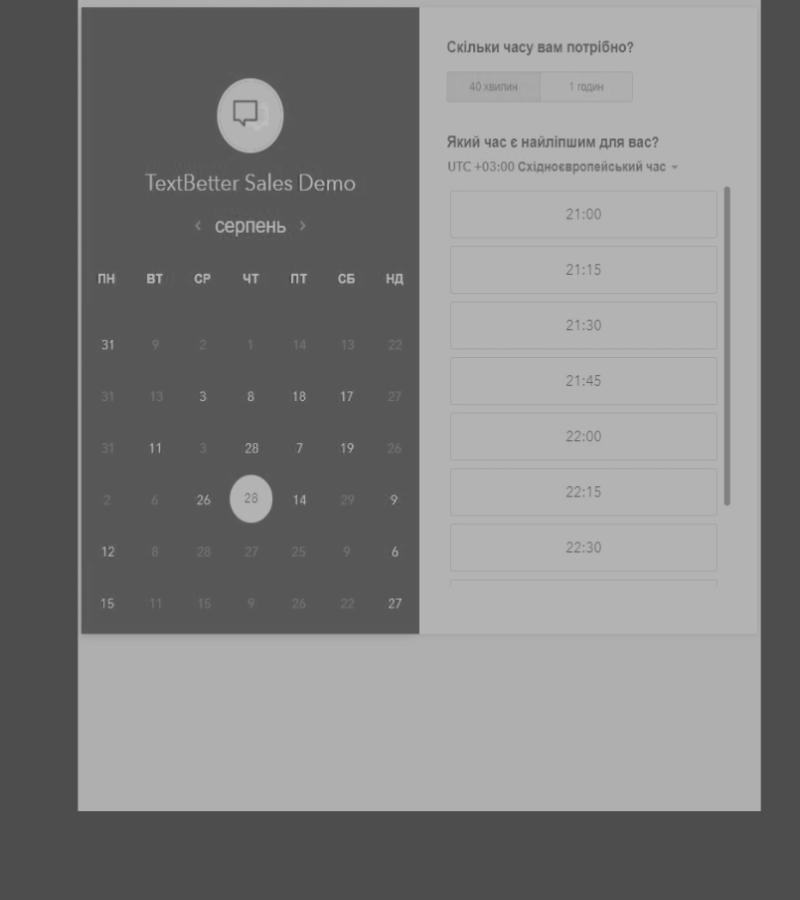 TextBetter Sales Demo
‹ серпень ›
ПН ВТ СР ЧТ ПТ СБ НД
31 9 2 1 14 13 22
31 13 3 8 18 17 27
31 11 3 28 7 19 26
2 6 26 28 14 29 9
12 8 28 27 25 9 6
15 11 15 9 26 22 27
Скільки часу вам потрібно?
40 хвилин 1 годин
Який час є найліпшим для вас?
UTC +03:00 Східноєвропейський час
21:00
21:15
21:30
21:45
22:00
22:15
22:30